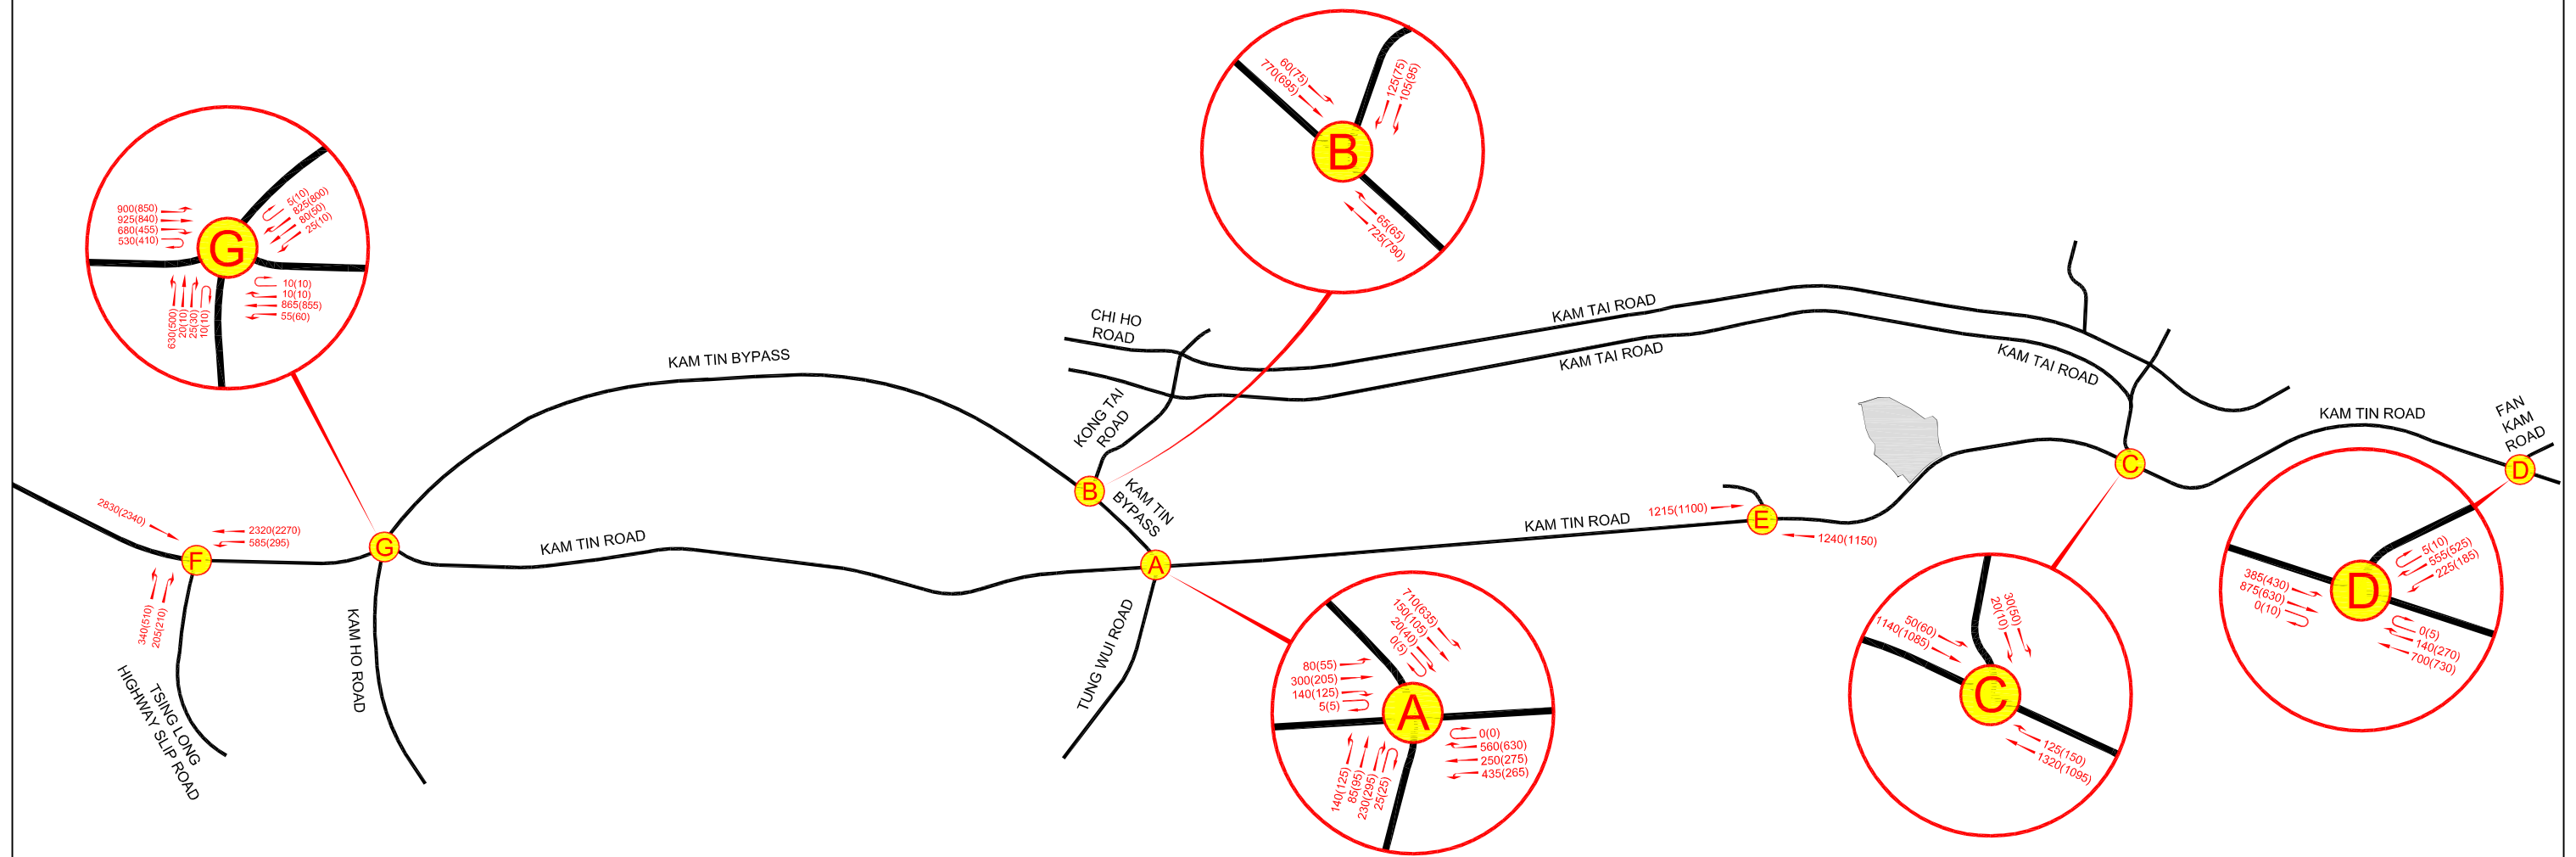 B
60(75)
770(695)
125(75)
105(95)
65(65)
725(790)
G
900(850)
925(840)
680(455)
530(410)
5(10)
825(800)
80(50)
25(10)
10(10)
10(10)
865(855)
55(60)
630(500)
20(10)
25(30)
10(10)
CHI HO
ROAD
KAM TAI ROAD
KAM TAI ROAD
KAM TAI ROAD
KAM TIN BYPASS
KONG TAI
ROAD
KAM TIN ROAD
FAN
KAM
ROAD
D
C
B
KAM TIN
BYPASS
2830(2340)
2320(2270)
585(295)
F
G
KAM TIN ROAD
A
KAM TIN ROAD
1215(1100)
E
1240(1150)
340(510)
205(210)
TSING LONG
HIGHWAY SLIP ROAD
KAM HO ROAD
TUNG WUI ROAD
A
710(635)
150(105)
20(40)
0(5)
80(55)
300(205)
140(125)
5(5)
0(0)
560(630)
250(275)
435(265)
140(125)
85(95)
230(295)
25(25)
C
50(60)
1140(1085)
30(50)
20(10)
125(150)
1320(1095)
D
385(430)
875(630)
0(10)
5(10)
555(525)
225(185)
0(5)
140(270)
700(730)